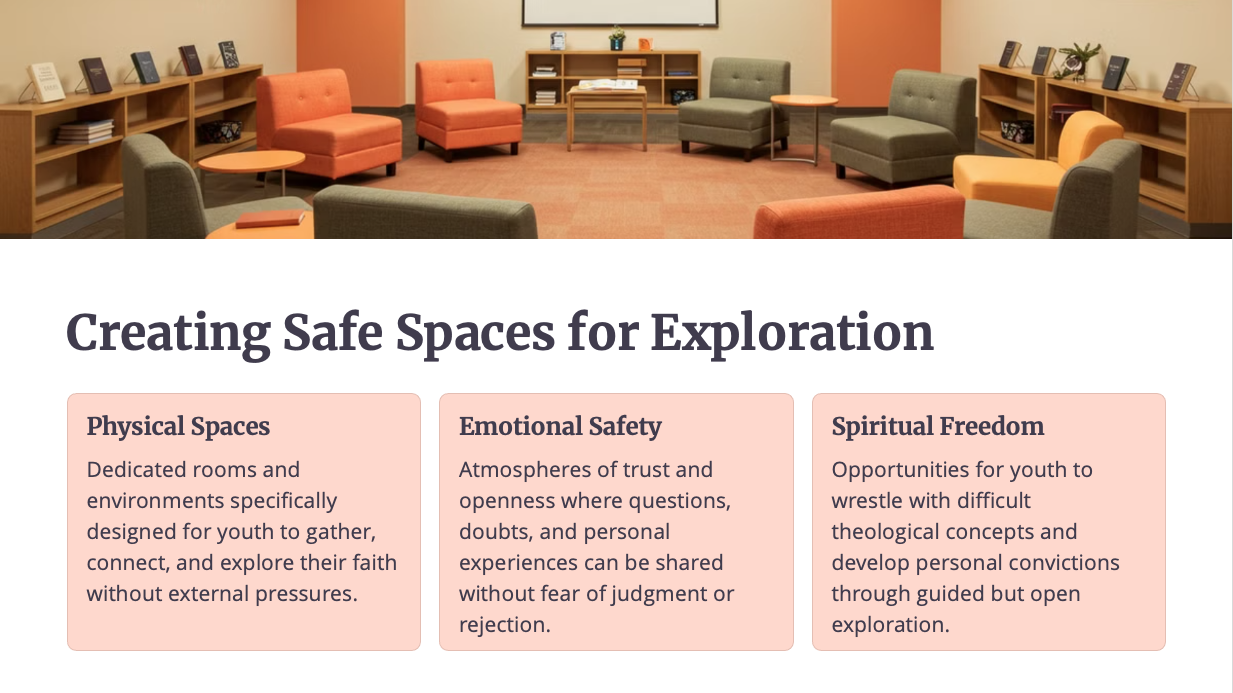 Creating Safe Spaces for Exploration
Physical Spaces
Dedicated rooms and
environments specifically
designed for youth to gather,
connect, and explore their faith
without external pressures.
Emotional Safety
Atmospheres of trust and
openness where questions,
doubts, and personal
experiences can be shared
without fear of judgment or
rejection.
Spiritual Freedom
Opportunities for youth to
wrestle with difficult
theological concepts and
develop personal convictions
through guided but open
exploration.